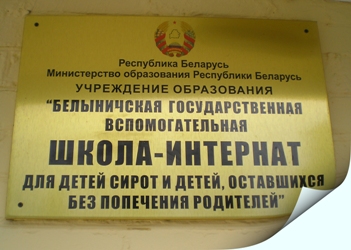 Республика Беларусь
Министерство образования Республики Беларусь
УЧРЕЖДЕНИЕ ОБРАЗОВАНИЯ
"БЕЛЫНИЧСКАЯ ГОСУДАРСТВЕННАЯ
ВСПОМОГАТЕЛЬНАЯ
ШКОЛА-ИНТЕРНАТ
ДЛЯ ДЕТЕЙ СИРОТ И ДЕТЕЙ, ОСТАВШИХСЯ
БЕЗ ПОПЕЧЕНИЯ РОДИТЕЛЕЙ"